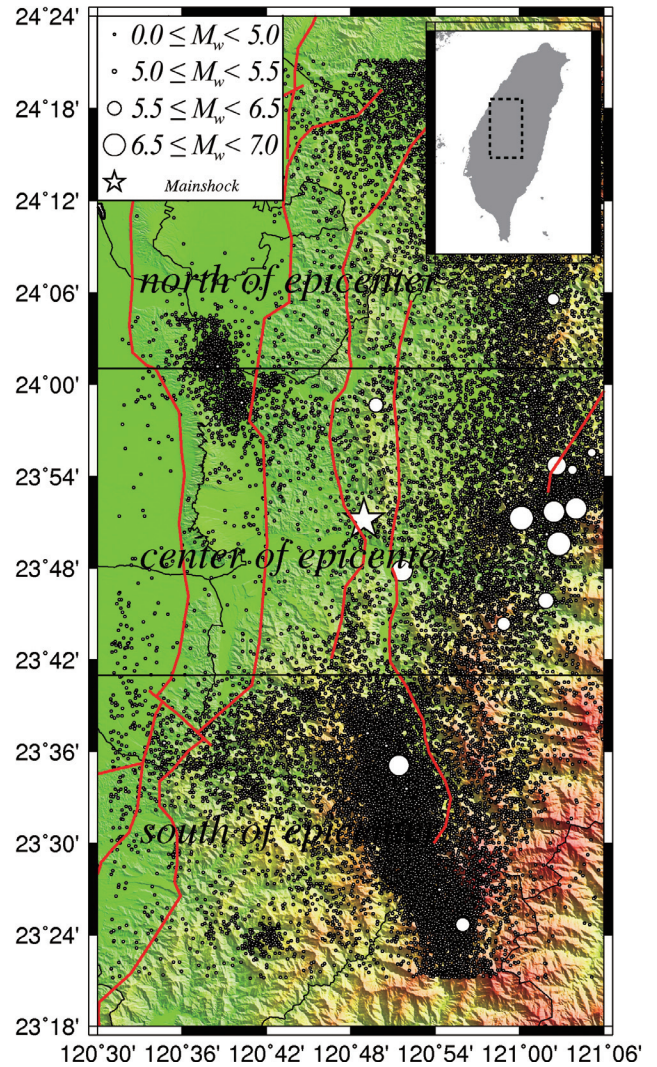 24°24'
24°18'
24°12'
24°06'
24°00'
23°54'
23°48'
23°42'
23°36'
23°30'
23°24'
23°18'
0.0 ≤ Mw < 5.0
5.0 ≤ Mw < 5.5
5.5 ≤ Mw < 6.5
6.5 ≤ Mw < 7.0
Mainshock
north of epicenter
center of epicenter
south of epicenter
120°30' 120°36' 120°42' 120°48' 120°54' 121°00' 121°06'